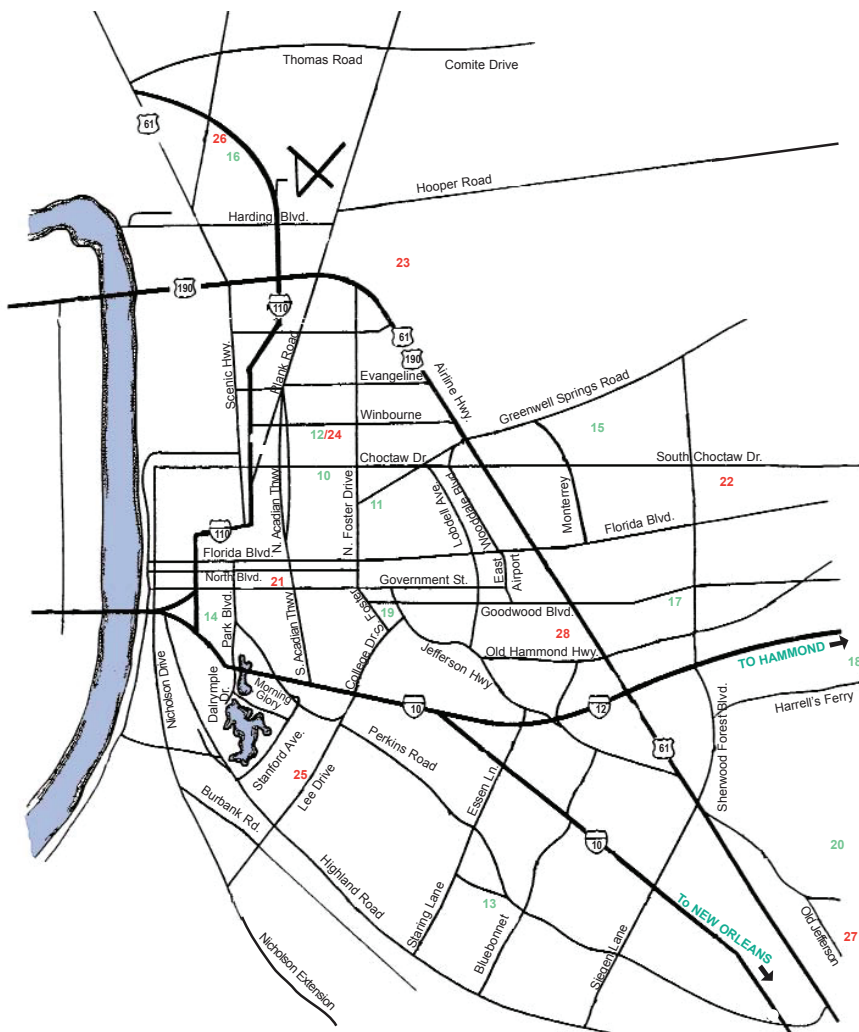 Thomas Road
Comite Drive
61
26
16
Hooper Road
Harding Blvd.
23
190
110
61
190
Scenic Hwy.
Plank Road
Airline Hwy.
Evangeline
Greenwell Springs Road
Winbourne
12/24
15
Choctaw Dr.
South Choctaw Dr.
10
22
11
N. Acadian Thwy
N. Foster Drive
Lobdell Ave.
Wooddale Blvd.
Monterrey
110
Florida Blvd.
Florida Blvd.
North Blvd.
21
Government St.
East
Airport
14
Park Blvd.
S. Acadian Thwy
S. Foster
19
Goodwood Blvd.
17
28
College Dr.
Jefferson Hwy
Old Hammond Hwy.
TO HAMMOND
18
Nicholson Drive
Dalrymple
Dr.
Morning
Glory
10
12
Harrell's Ferry
Sherwood Forest Blvd.
Stanford Ave.
Perkins Road
61
25
Lee Drive
Essen Ln.
Burbank Rd.
10
20
Highland Road
13
Staring Lane
Bluebonnet
Siegen Lane
To NEW ORLEANS
Old Jefferson
27
Nicholson Extension